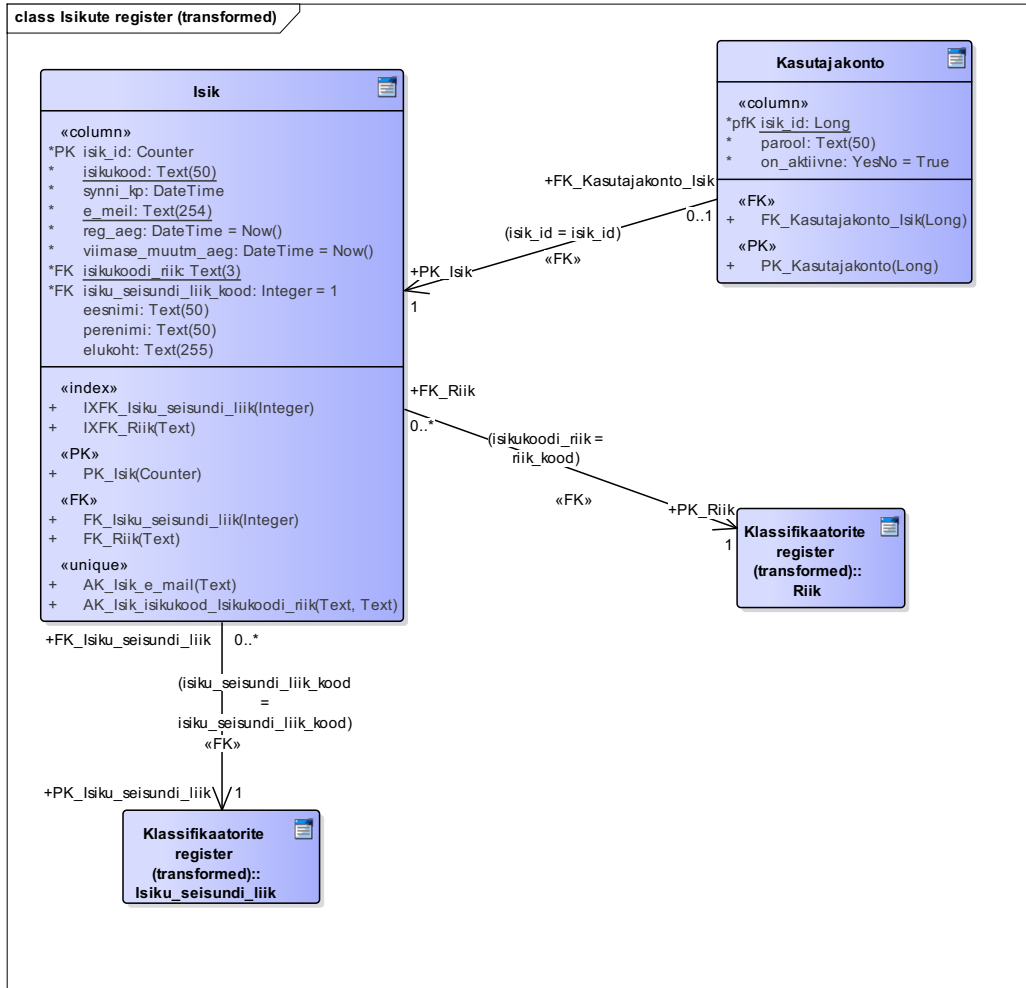 class Isikute register (transformed)
Isik
«column»
*PK isik_id: Counter
* isikukood: Text(50)
* synni_kp: DateTime
* e_meil: Text(254)
* reg_aeg: DateTime = Now()
* viimase_muutm_aeg: DateTime = Now()
*FK isikukoodi_riik: Text(3)
*FK isiku_seisundi_liik_kood: Integer = 1
eesnimi: Text(50)
perenimi: Text(50)
elukoht: Text(255)
«index»
+ IXFK_Isiku_seisundi_liik(Integer)
+ IXFK_Riik(Text)
«PK»
+ PK_Isik(Counter)
«FK»
+ FK_Isiku_seisundi_liik(Integer)
+ FK_Riik(Text)
«unique»
+ AK_Isik_e_mail(Text)
+ AK_Isik_isikukood_Isikukoodi_riik(Text, Text)
Kasutajakonto
«column»
*pfK isik_id: Long
* parool: Text(50)
* on_aktiivne: YesNo = True
«FK»
+ FK_Kasutajakonto_Isik(Long)
«PK»
+ PK_Kasutajakonto(Long)
+FK_Kasutajakonto_Isik
0..1
(isik_id = isik_id)
«FK»
+PK_Isik
1
+FK_Riik
0..*
(isikukoodi_riik =
riik_kood)
«FK»
+PK_Riik
1
Klassifikaatorite
register
(transformed)::
Riik
+FK_Isiku_seisundi_liik
0..*
(isiku_seisundi_liik_kood
=
isiku_seisundi_liik_kood)
«FK»
+PK_Isiku_seisundi_liik
1
Klassifikaatorite
register
(transformed)::
Isiku_seisundi_liik